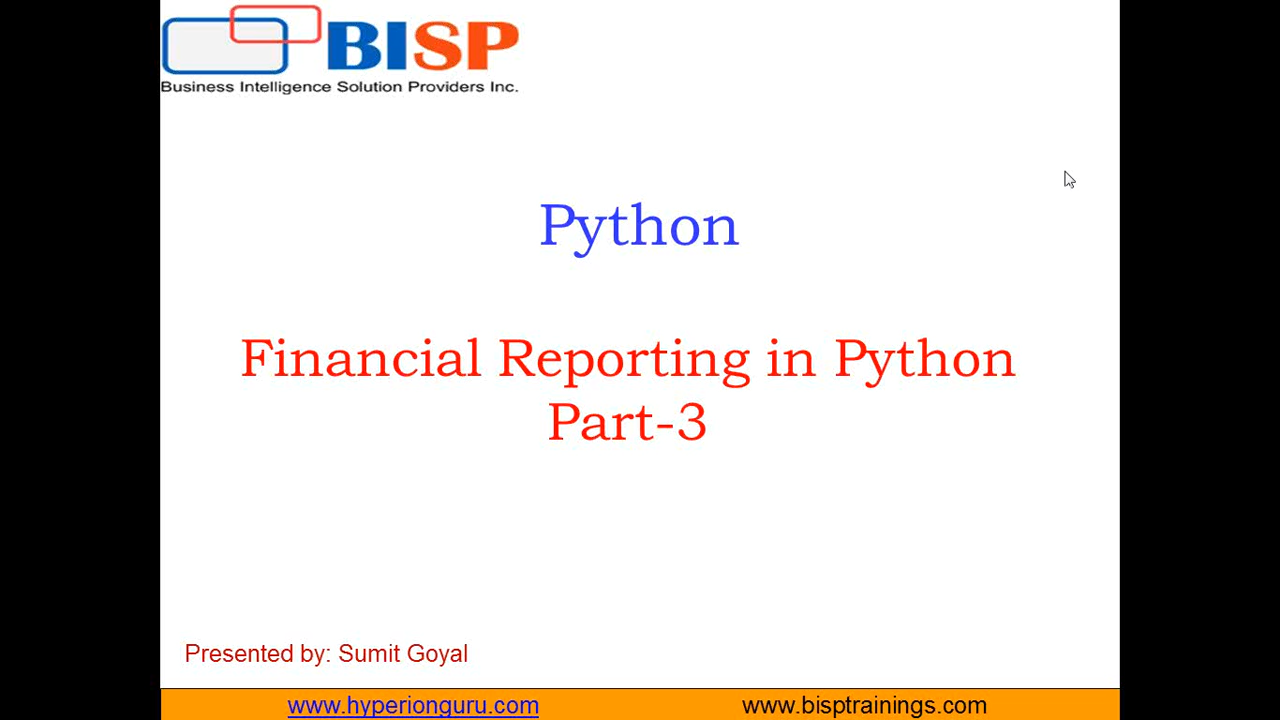 BISP
Business Intelligence Solution Providers Inc.
Python
Financial Reporting in Python
Part-3
Presented by: Sumit Goyal
www.hyperionguru.com
www.bisptrainings.com